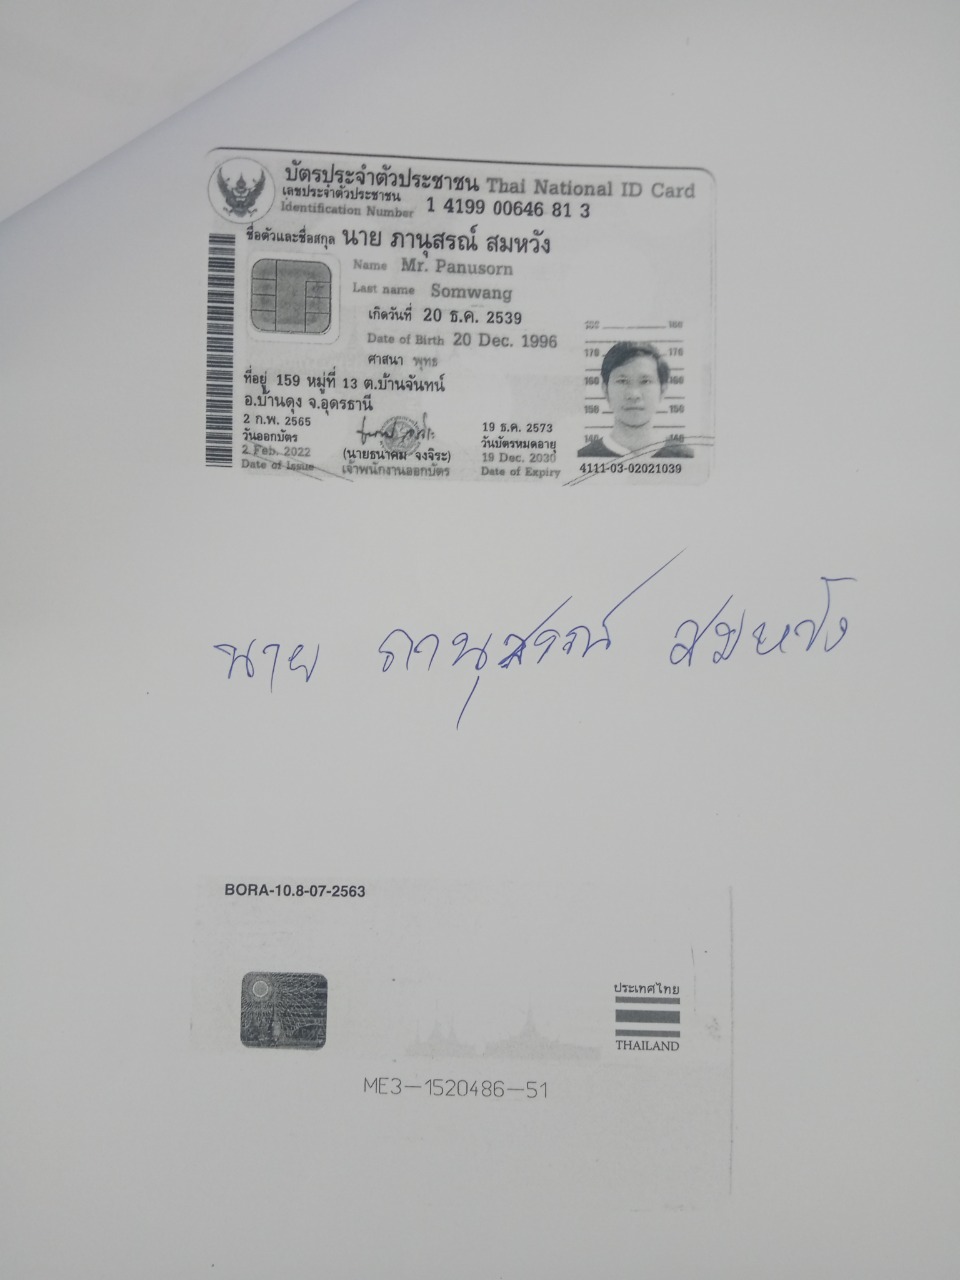 บัตรประจำตัวประชาชน Thai National ID Card
เลขประจำตัวประชาชน
Identification Number 1 4199 00646 81 3
ชื่อตัวและชื่อสกุล นาย ภานุสรณ์ สมหวัง
Name Mr. Panusorn
Last name Somwang
เกิดวันที่ 20 ธ.ค. 2539
Date of Birth 20 Dec. 1996
ศาสนา พุทธ
ที่อยู่ 159 หมู่ที่ 13 ต.บ้านจันทน์
อ.บ้านดุง จ.อุดรธานี
2 ก.พ. 2565
วันออกบัตร
2 Feb. 2022
Date of Issue
(นายธนาคม จงจิระ)
เจ้าพนักงานออกบัตร
19 ธ.ค. 2573
วันบัตรหมดอายุ
19 Dec. 2030
Date of Expiry
170 170
160 160
150 150
140 140
4111-03-02021039
นาย ภานุสรณ์ สมหวัง
BORA-10.8-07-2563
ประเทศไทย
THAILAND
ME3-1520486-51